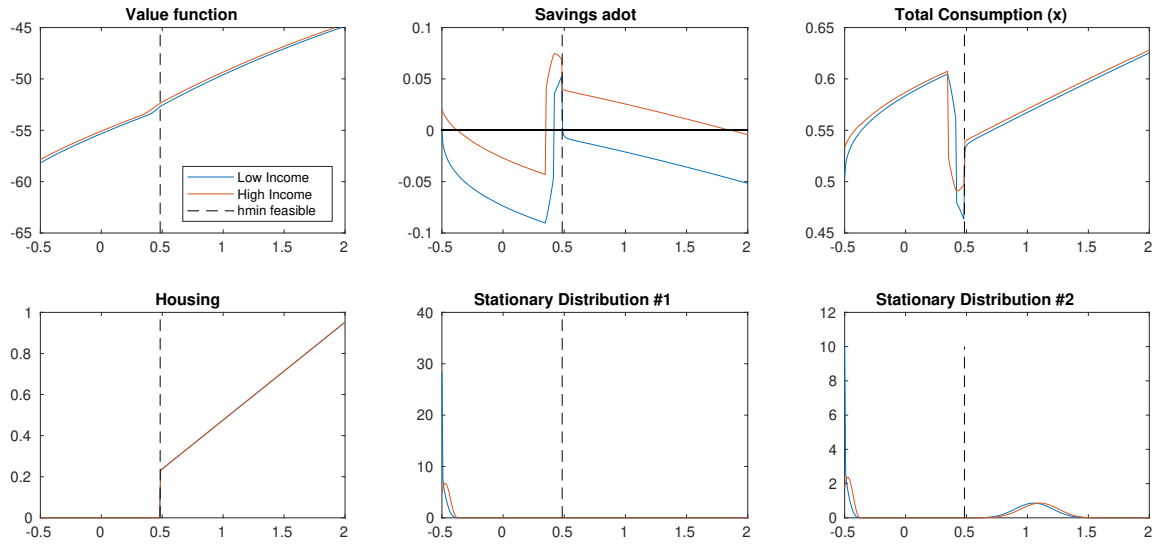 Value function
-45
-50
-55
-60
-65
-0.5 0 0.5 1 1.5 2
Low Income
High Income
hmin feasible
Savings adot
0.1
0.05
0
-0.05
-0.1
-0.5 0 0.5 1 1.5 2
Total Consumption (x)
0.65
0.6
0.55
0.5
0.45
-0.5 0 0.5 1 1.5 2
Housing
1
0.8
0.6
0.4
0.2
0
-0.5 0 0.5 1 1.5 2
Stationary Distribution #1
40
30
20
10
0
-0.5 0 0.5 1 1.5 2
Stationary Distribution #2
12
10
8
6
4
2
0
-0.5 0 0.5 1 1.5 2